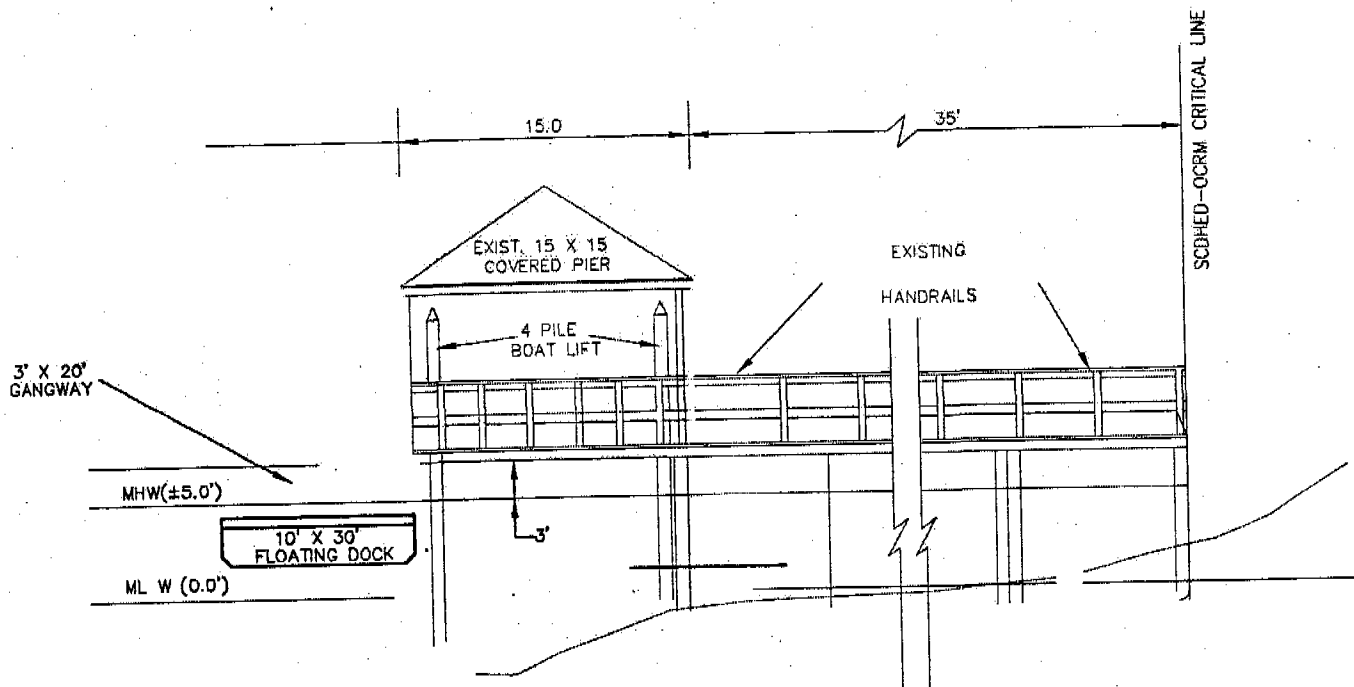 15.0
35'
SCDHED-OCRM CRITICAL LINE
EXIST. 15 X 15
COVERED PIER
EXISTING
HANDRAILS
4 PILE
BOAT LIFT
3' X 20'
GANGWAY
MHW(±5.0')
3'
10' X 30'
FLOATING DOCK
ML W (0.0')